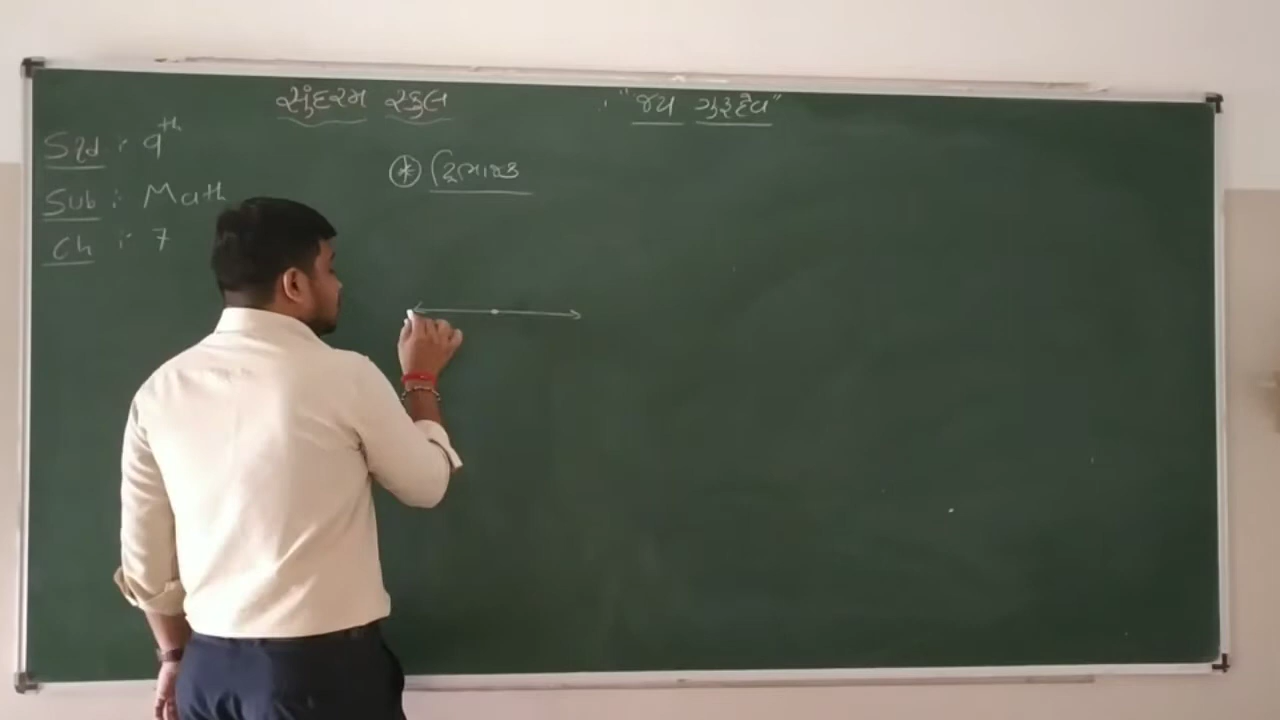 સુંદરમ સ્કુલ
"જય ગુરૂદેવ"
Std : 9th
Sub : Math
Ch : 7
* દ્વિભાજક